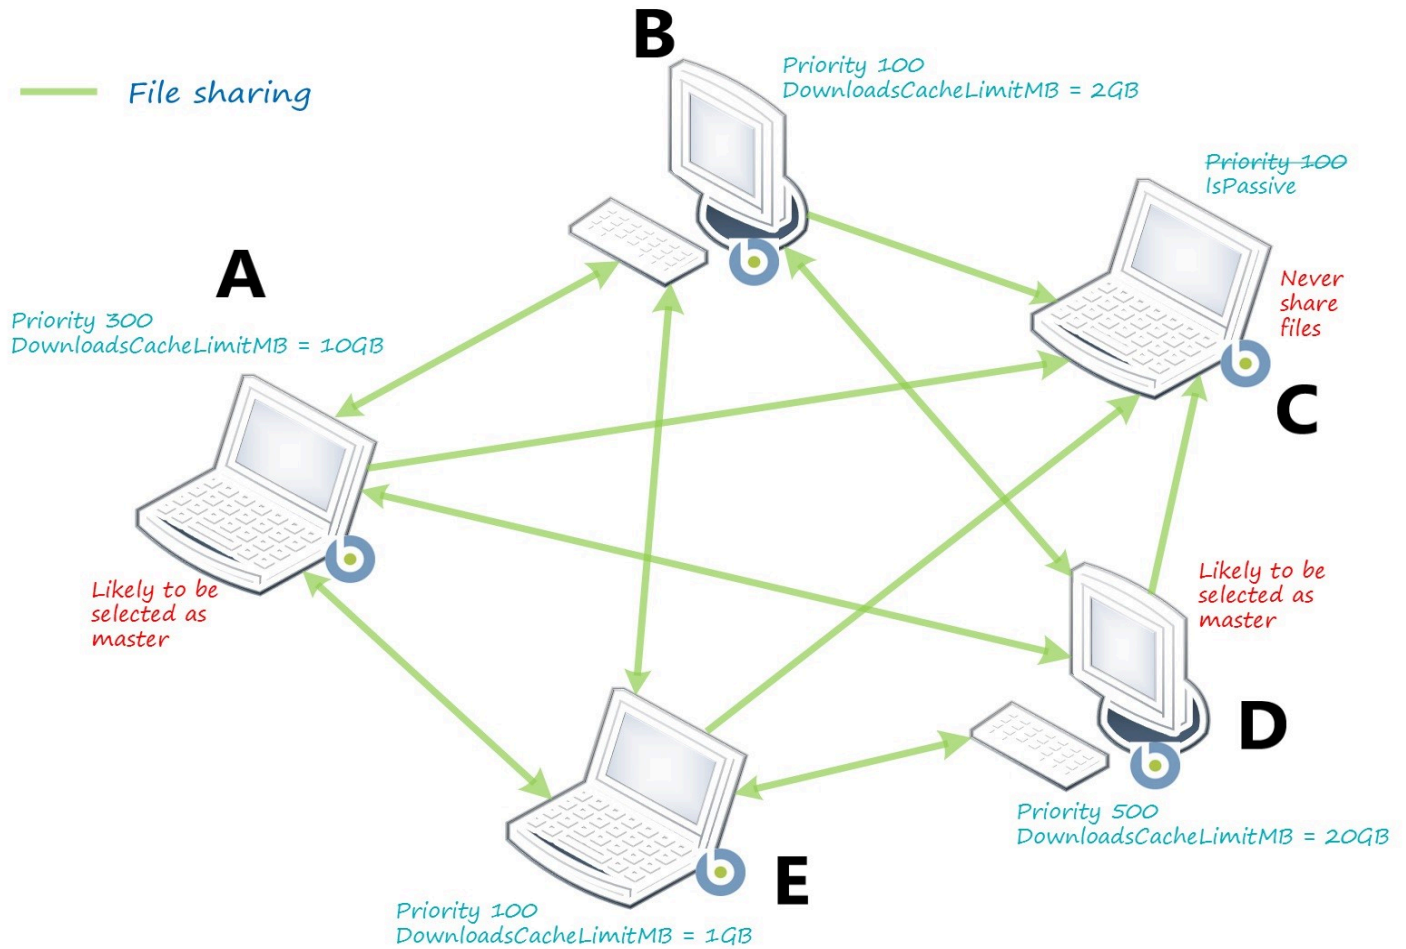 B
Priority 100
DownloadsCacheLimitMB = 2GB
File sharing
Priority 100
IsPassive
A
Never
share
files
Priority 300
DownloadsCacheLimitMB = 10GB
C
Likely to be
selected as
master
Likely to be
selected as
master
D
Priority 500
DownloadsCacheLimitMB = 20GB
E
Priority 100
DownloadsCacheLimitMB = 1GB